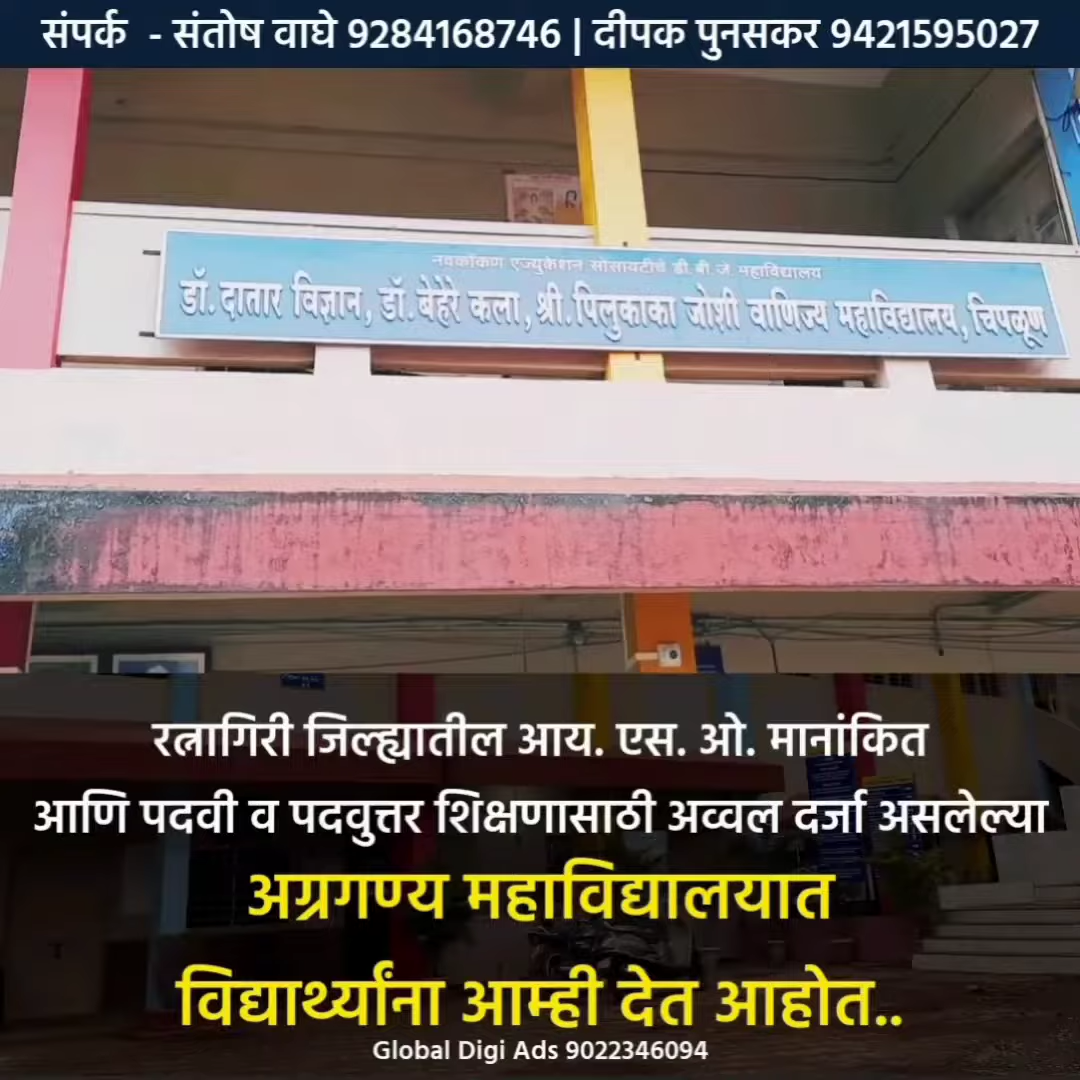 संपर्क - संतोष वाघे 9284168746 | दीपक पुनसकर 9421595027
नवकोंकण एज्युकेशन सोसायटीचे डी. बी. जे. महाविद्यालय
डॉ. दातार विज्ञान, डॉ. बेहेरे कला, श्री. पिलुकाका जोशी वाणिज्य महाविद्यालय, चिपळूण
रत्नागिरी जिल्ह्यातील आय. एस. ओ. मानांकित
आणि पदवी व पदवुत्तर शिक्षणासाठी अव्वल दर्जा असलेल्या
अग्रगण्य महाविद्यालयात
विद्यार्थ्यांना आम्ही देत आहोत..
Global Digi Ads 9022346094